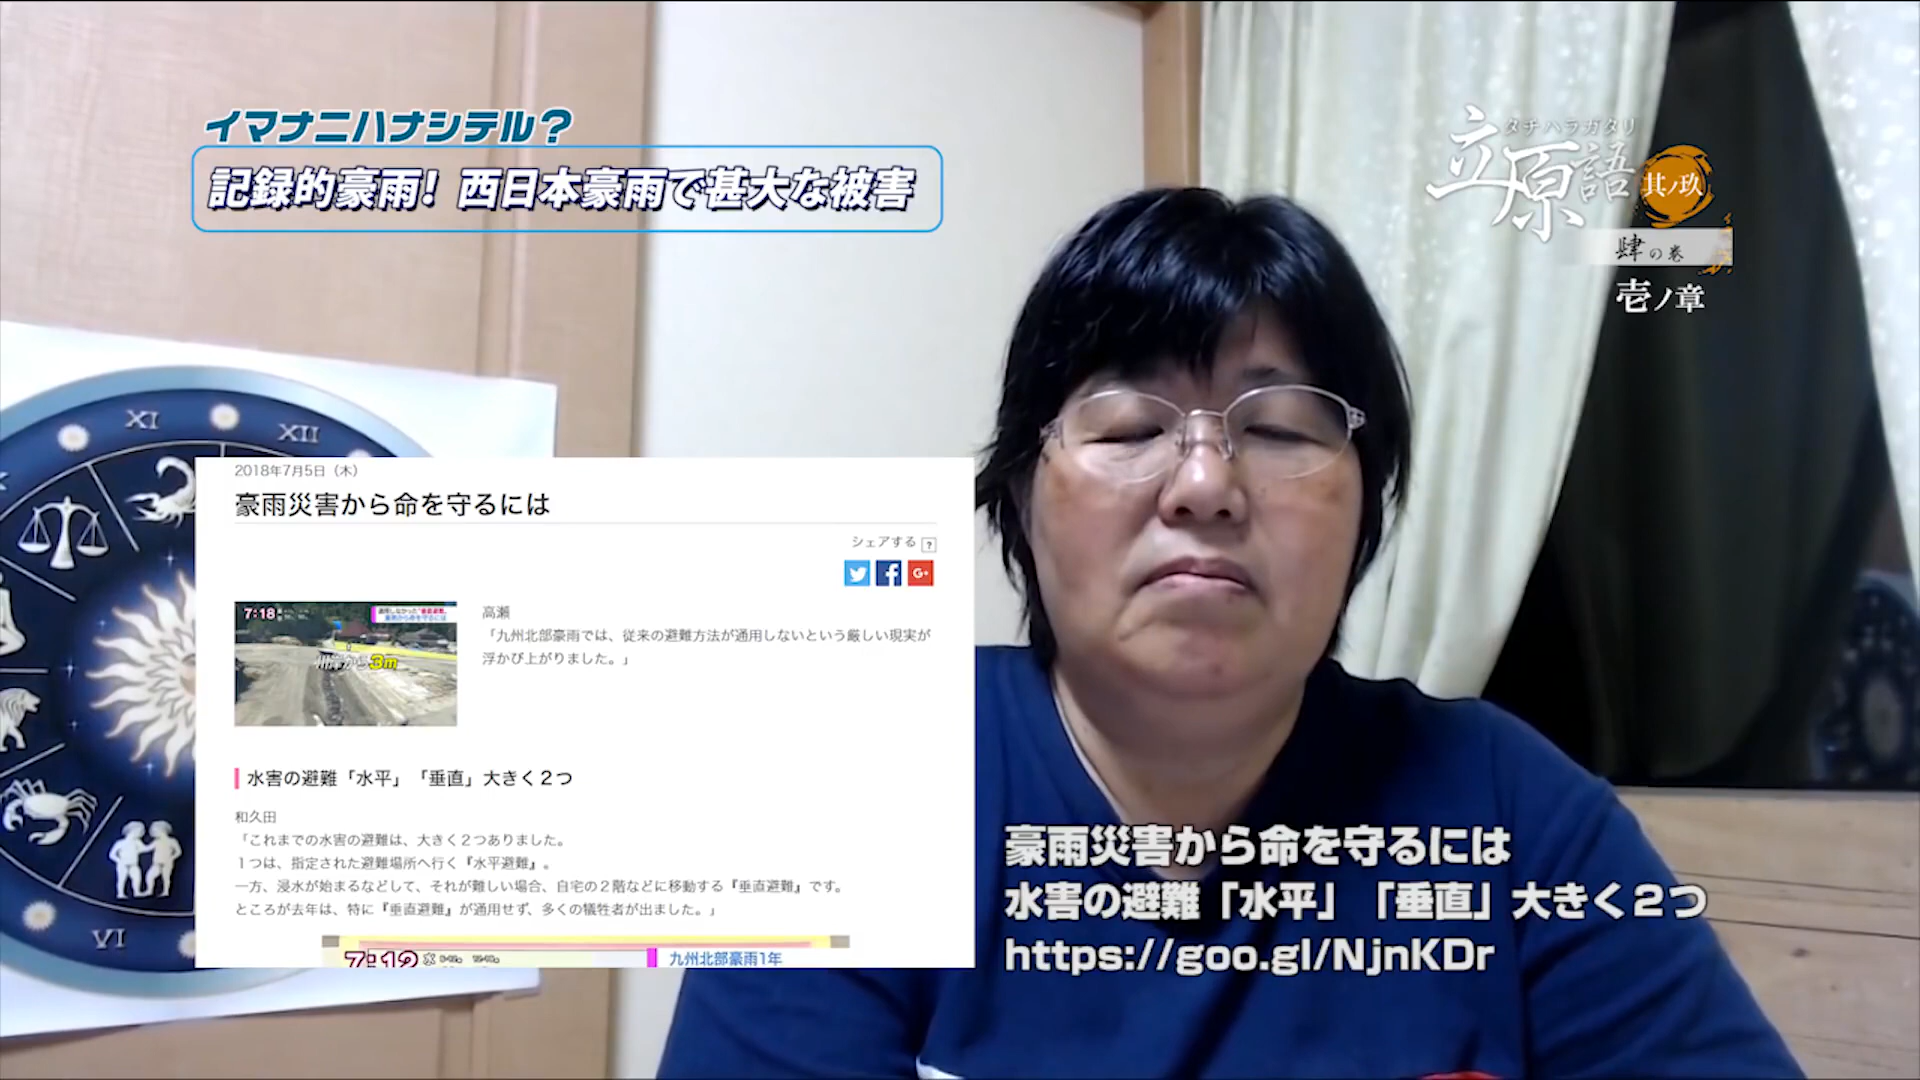 イマナニハナシテル？
記録的豪雨！ 西日本豪雨で甚大な被害
タチハラガタリ
立原語
其ノ玖
肆の巻
壱ノ章
XI
XII
2018年7月5日（木）
豪雨災害から命を守るには
シェアする ?
G+
7:18
川岸から3m
高瀬
「九州北部豪雨では、従来の避難方法が通用しないという厳しい現実が
浮かび上がりました。」
水害の避難「水平」「垂直」大きく２つ
和久田
「これまでの水害の避難は、大きく２つありました。
１つは、指定された避難場所へ行く『水平避難』。
一方、浸水が始まるなどして、それが難しい場合、自宅の２階などに移動する『垂直避難』です。
ところが去年は、特に『垂直避難』が通用せず、多くの犠牲者が出ました。」
7:12
九州北部豪雨1年
VI
豪雨災害から命を守るには
水害の避難「水平」「垂直」大きく２つ
https://goo.gl/NjnKDr